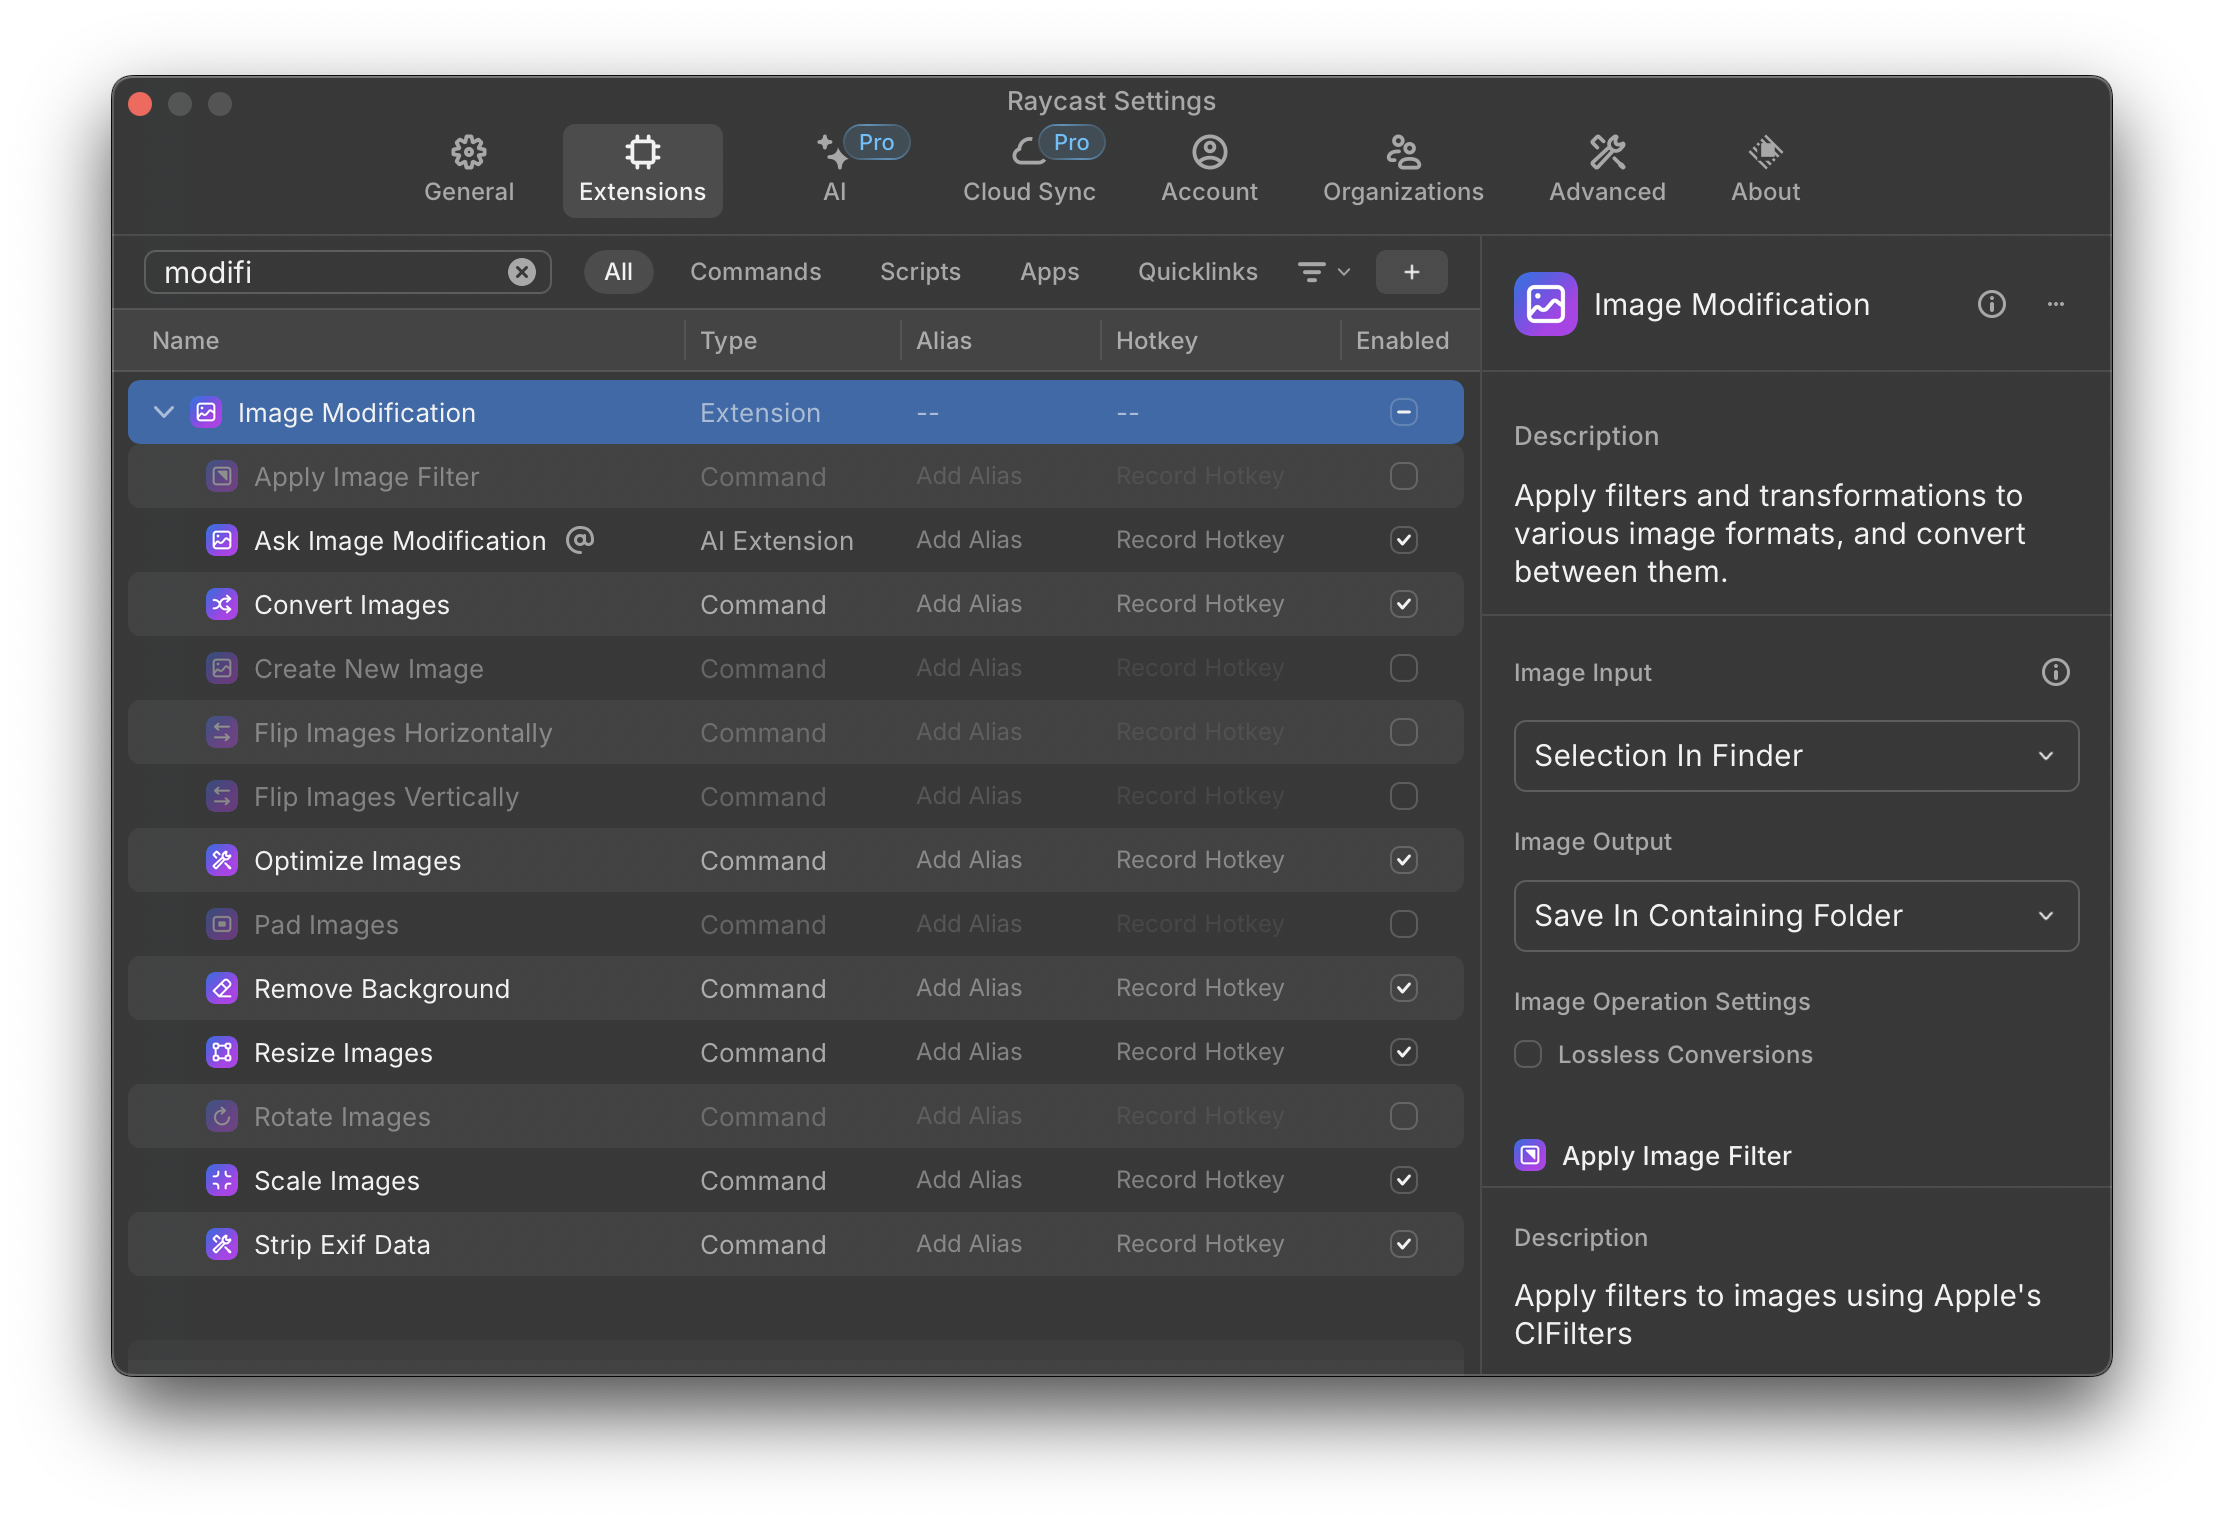 Raycast Settings
General
Extensions
Pro
AI
Pro
Cloud Sync
Account
Organizations
Advanced
About
modifi
All
Commands
Scripts
Apps
Quicklinks
+
Name Type Alias Hotkey Enabled
Image Modification Extension -- --
Apply Image Filter Command Add Alias Record Hotkey
Ask Image Modification @ AI Extension Add Alias Record Hotkey
Convert Images Command Add Alias Record Hotkey
Create New Image Command Add Alias Record Hotkey
Flip Images Horizontally Command Add Alias Record Hotkey
Flip Images Vertically Command Add Alias Record Hotkey
Optimize Images Command Add Alias Record Hotkey
Pad Images Command Add Alias Record Hotkey
Remove Background Command Add Alias Record Hotkey
Resize Images Command Add Alias Record Hotkey
Rotate Images Command Add Alias Record Hotkey
Scale Images Command Add Alias Record Hotkey
Strip Exif Data Command Add Alias Record Hotkey
Image Modification
Description
Apply filters and transformations to
various image formats, and convert
between them.
Image Input
Selection In Finder
Image Output
Save In Containing Folder
Image Operation Settings
Lossless Conversions
Apply Image Filter
Description
Apply filters to images using Apple's
CIFilters